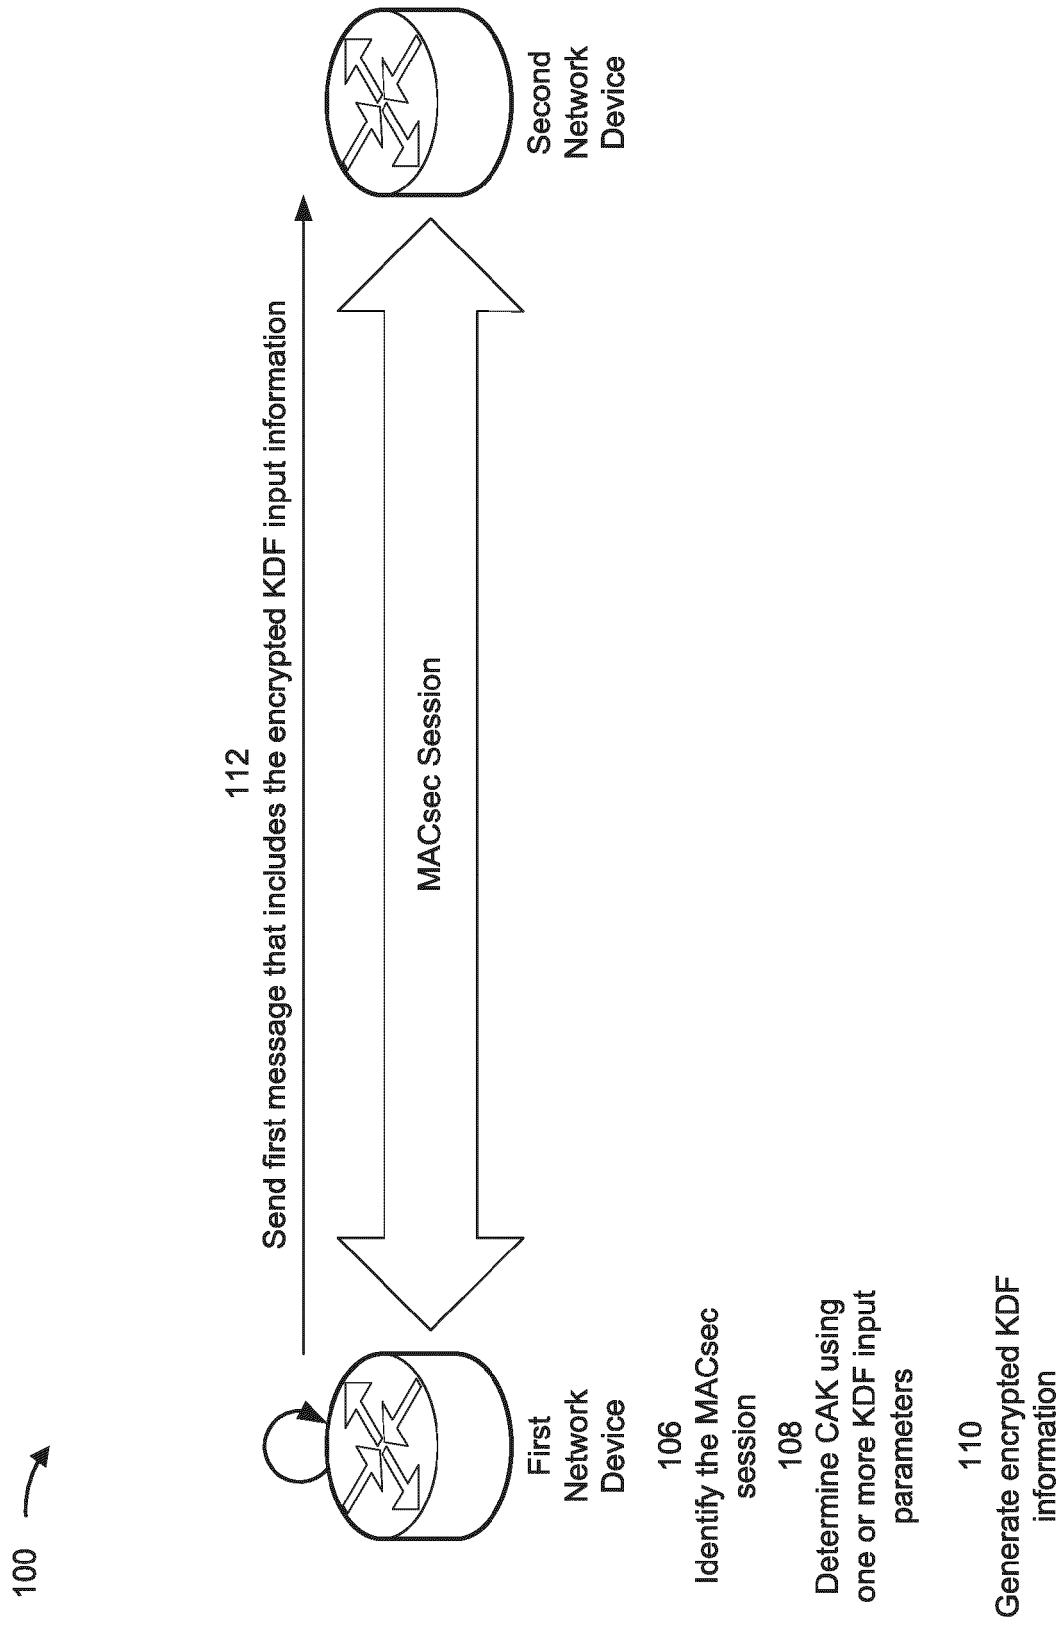 100
112
Send first message that includes the encrypted KDF input information
MACsec Session
First
Network
Device
Second
Network
Device
106
Identify the MACsec
session
108
Determine CAK using
one or more KDF input
parameters
110
Generate encrypted KDF
information